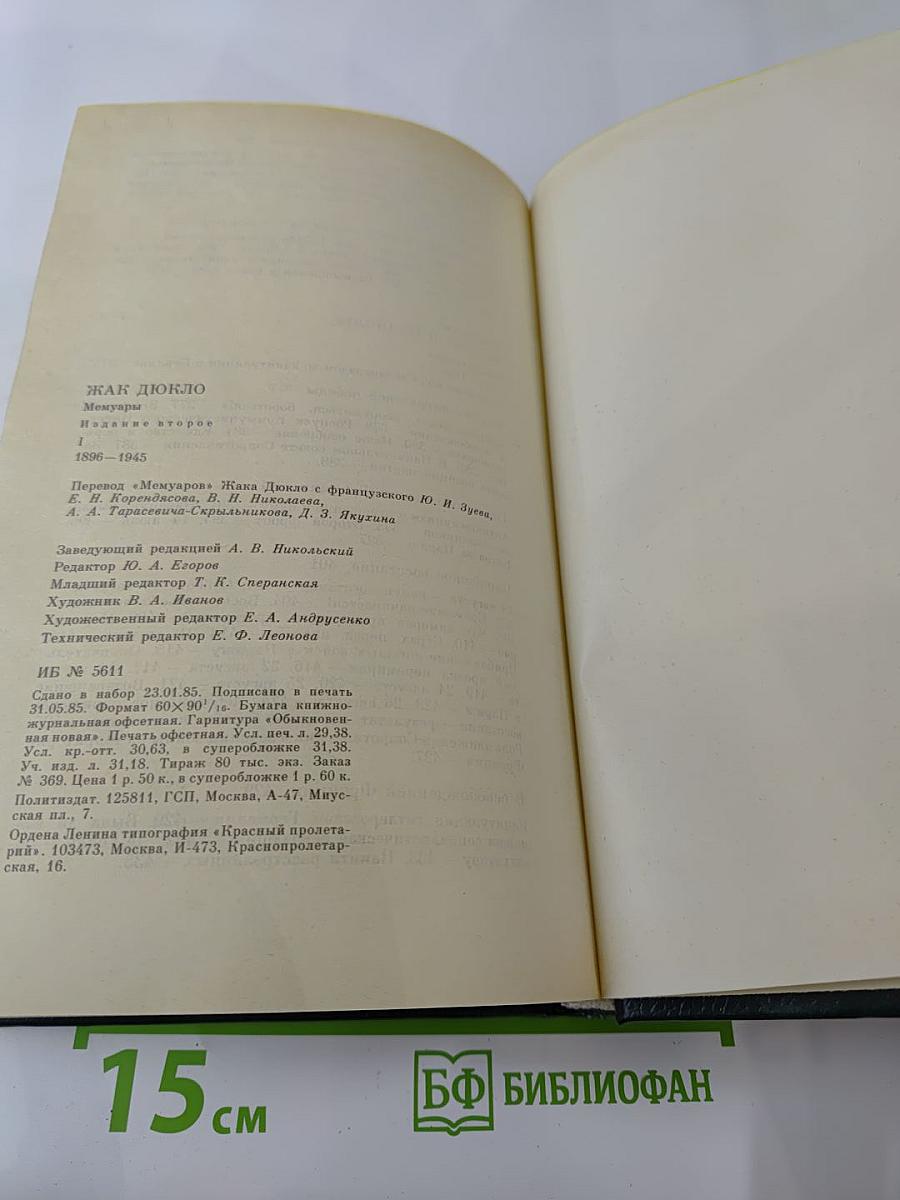 ЖАК ДЮКЛО
Мемуары
Издание второе
I
1896—1945
Перевод «Мемуаров» Жака Дюкло с французского Ю. И. Зуева,
Е. Н. Корендясова, В. Н. Николаева,
А. А. Тарасевича-Скрыльникова, Д. З. Якухина
Заведующий редакцией А. В. Никольский
Редактор Ю. А. Егоров
Младший редактор Т. К. Сперанская
Художник В. А. Иванов
Художественный редактор Е. А. Андрусенко
Технический редактор Е. Ф. Леонова
ИБ № 5611
Сдано в набор 23.01.85. Подписано в печать
31.05.85. Формат 60×90¹/₁₆. Бумага книжно-
журнальная офсетная. Гарнитура «Обыкновен-
ная новая». Печать офсетная. Усл. печ. л. 29,38.
Усл. кр.-отт. 30,63, в суперобложке 31,38.
Уч. изд. л. 31,18. Тираж 80 тыс. экз. Заказ
№ 369. Цена 1 р. 50 к., в суперобложке 1 р. 60 к.
Политиздат. 125811, ГСП, Москва, А-47, Миус-
ская пл., 7.
Ордена Ленина типография «Красный пролета-
рий». 103473, Москва, И-473, Краснопролетар-
ская, 16.
15 см
БФ БИБЛИОФАН